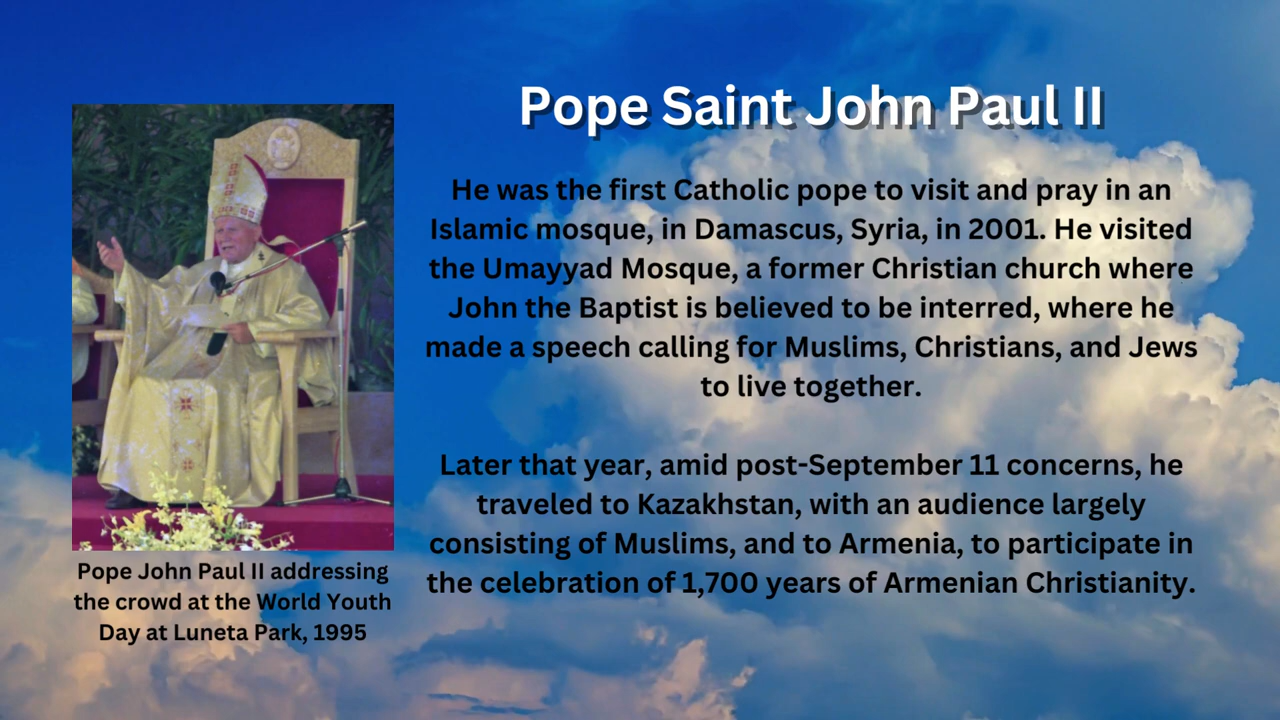 Pope Saint John Paul II
He was the first Catholic pope to visit and pray in an
Islamic mosque, in Damascus, Syria, in 2001. He visited
the Umayyad Mosque, a former Christian church where
John the Baptist is believed to be interred, where he
made a speech calling for Muslims, Christians, and Jews
to live together.
Later that year, amid post-September 11 concerns, he
traveled to Kazakhstan, with an audience largely
consisting of Muslims, and to Armenia, to participate in
the celebration of 1,700 years of Armenian Christianity.
Pope John Paul II addressing
the crowd at the World Youth
Day at Luneta Park, 1995